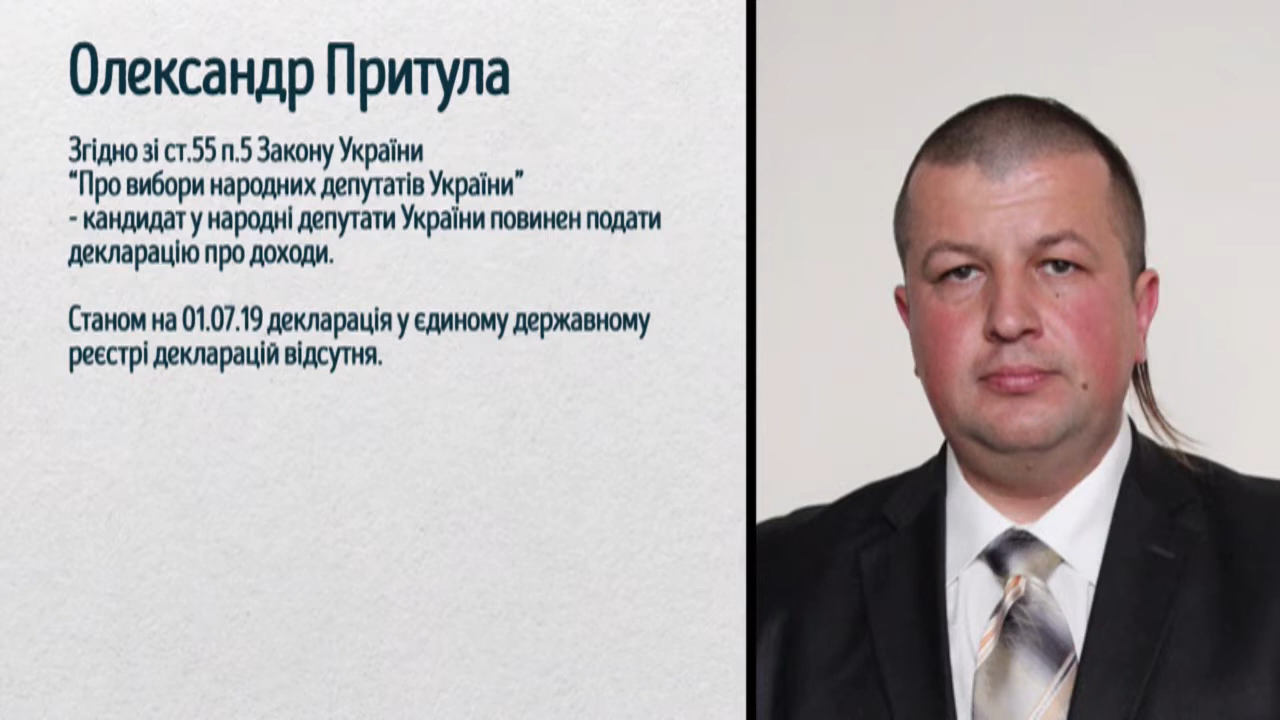 Олександр Притула
Згідно зі ст.55 п.5 Закону України
“Про вибори народних депутатів України”
- кандидат у народні депутати України повинен подати
декларацію про доходи.
Станом на 01.07.19 декларація у єдиному державному
реєстрі декларацій відсутня.